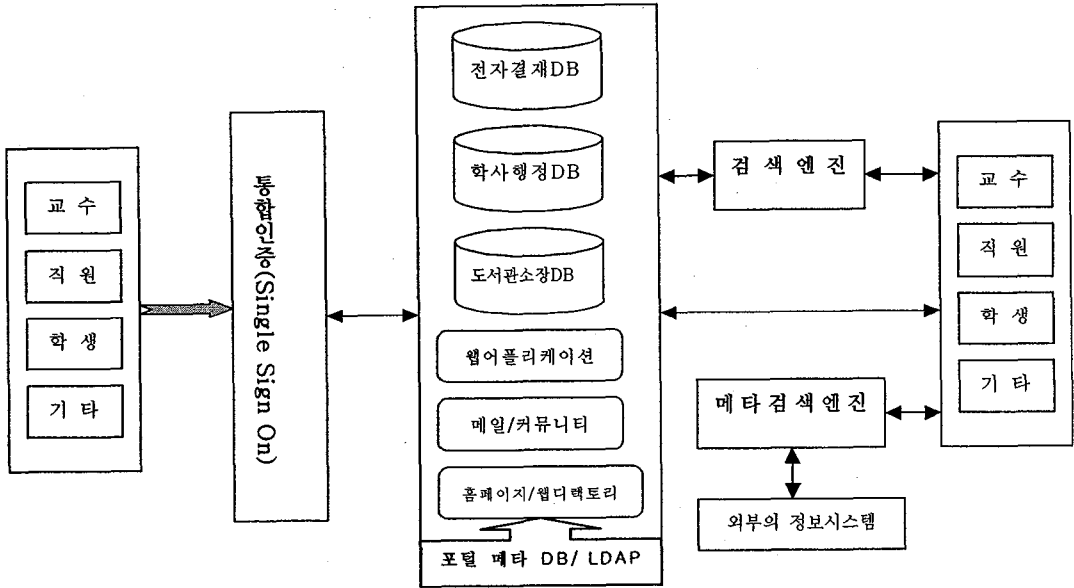 교 수
직 원
학 생
기 타
통합인증(Single Sign On)
전자결재DB
학사행정DB
도서관소장DB
웹어플리케이션
메일/커뮤니티
홈페이지/웹디랙토리
포털 메타 DB/ LDAP
검 색 엔 진
메 타 검 색 엔 진
외부의 정보시스템
교 수
직 원
학 생
기 타